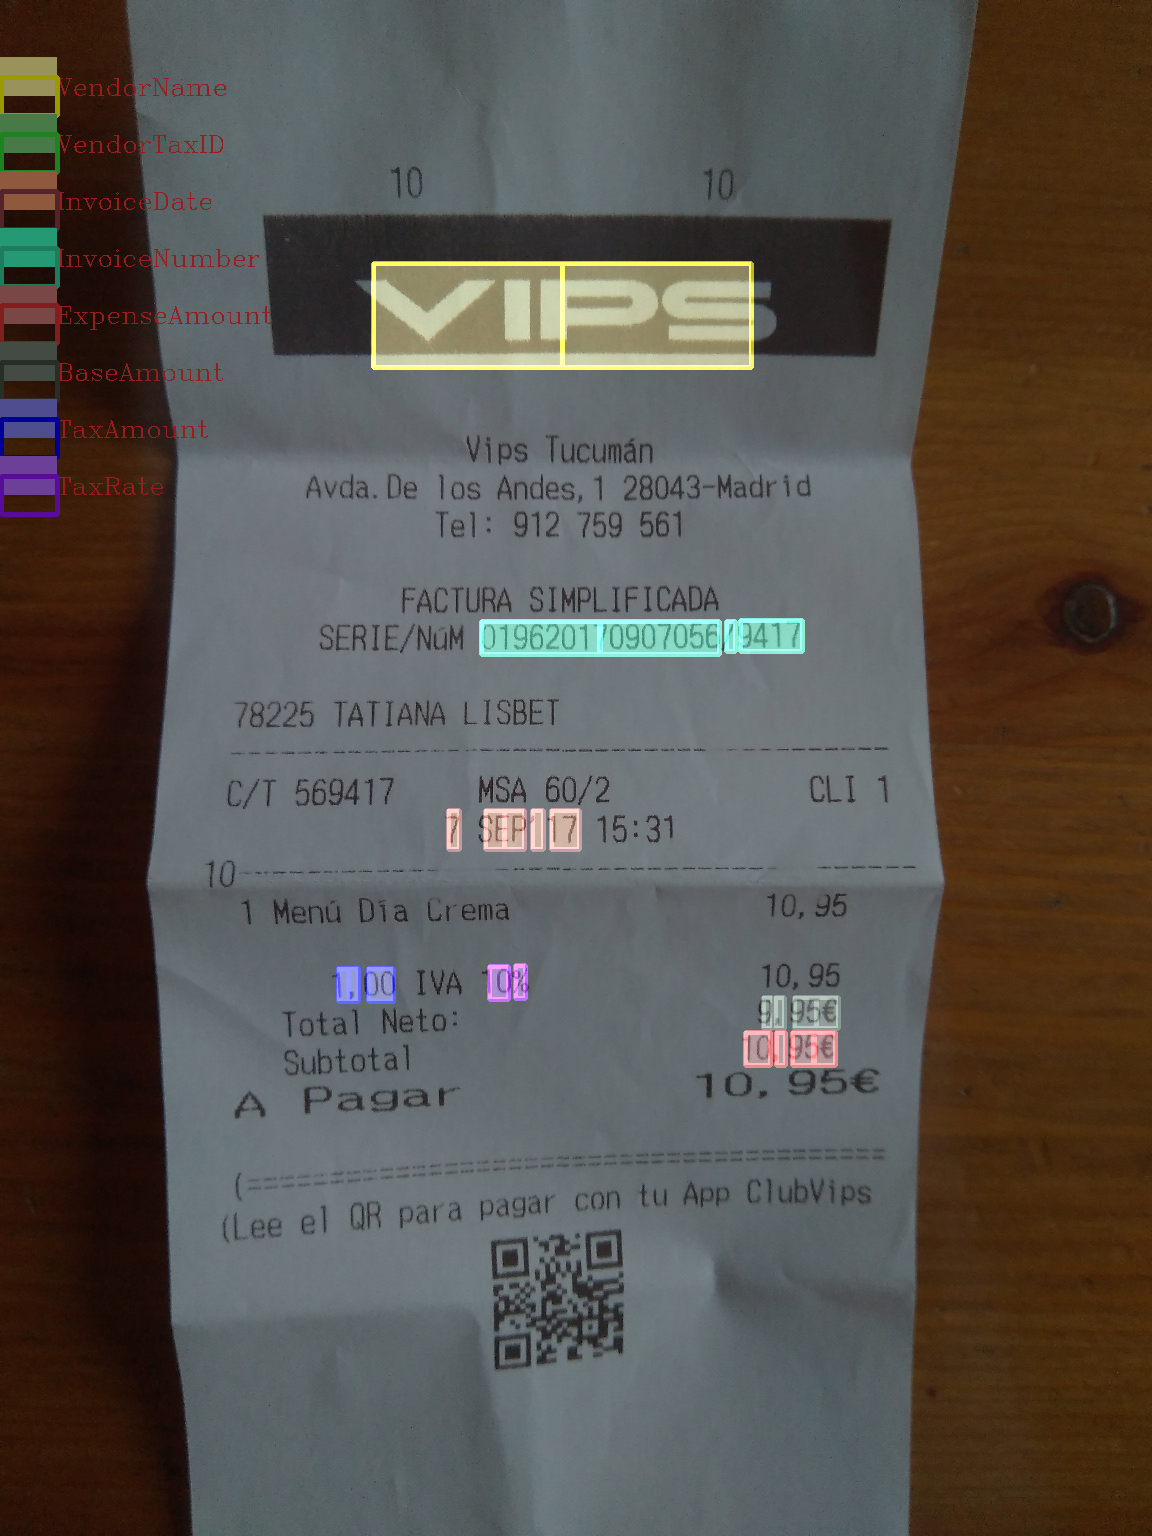 VendorName
VendorTaxID
InvoiceDate
InvoiceNumber
ExpenseAmount
BaseAmount
TaxAmount
TaxRate
10 10
VIPS
Vips Tucumán
Avda.De los Andes,1 28043-Madrid
Tel: 912 759 561
FACTURA SIMPLIFICADA
SERIE/NúM 019620170907056/9417
78225 TATIANA LISBET
C/T 569417 MSA 60/2 CLI 1
7 SEP'17 15:31
10
1 Menú Día Crema 10,95
1,00 IVA 10% 10,95
Total Neto: 9,95€
Subtotal 10,95€
A Pagar 10,95€
(==========================================
(Lee el QR para pagar con tu App ClubVips